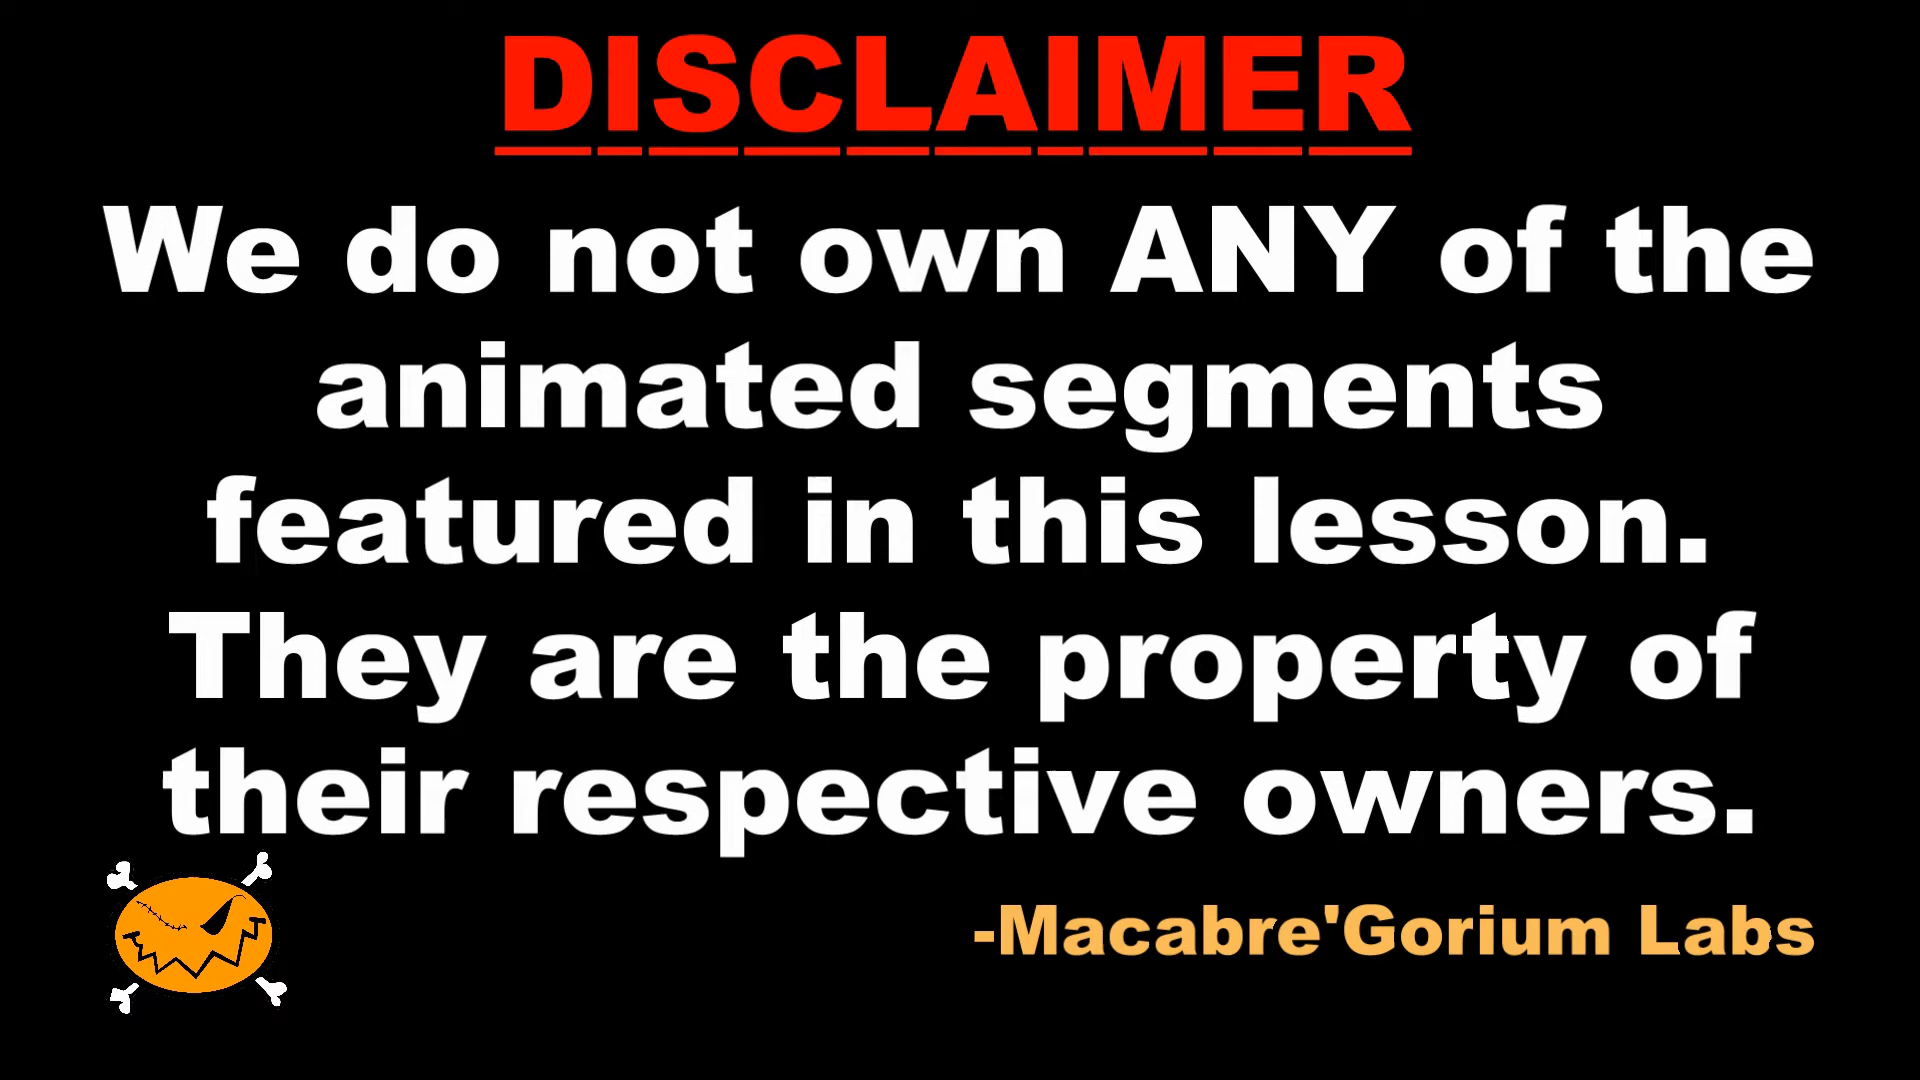 DISCLAIMER
We do not own ANY of the
animated segments
featured in this lesson.
They are the property of
their respective owners.
-Macabre'Gorium Labs